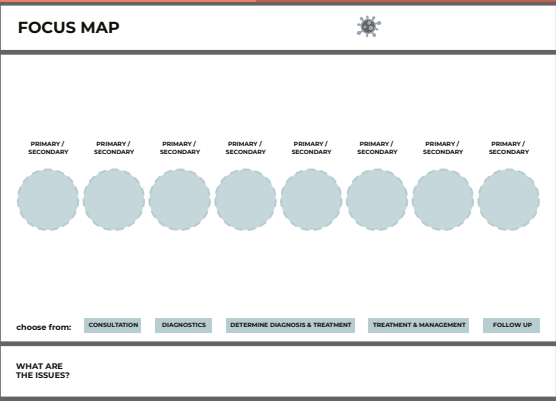 FOCUS MAP
PRIMARY / SECONDARY
PRIMARY / SECONDARY
PRIMARY / SECONDARY
PRIMARY / SECONDARY
PRIMARY / SECONDARY
PRIMARY / SECONDARY
PRIMARY / SECONDARY
PRIMARY / SECONDARY
choose from: CONSULTATION DIAGNOSTICS DETERMINE DIAGNOSIS & TREATMENT TREATMENT & MANAGEMENT FOLLOW UP
WHAT ARE
THE ISSUES?